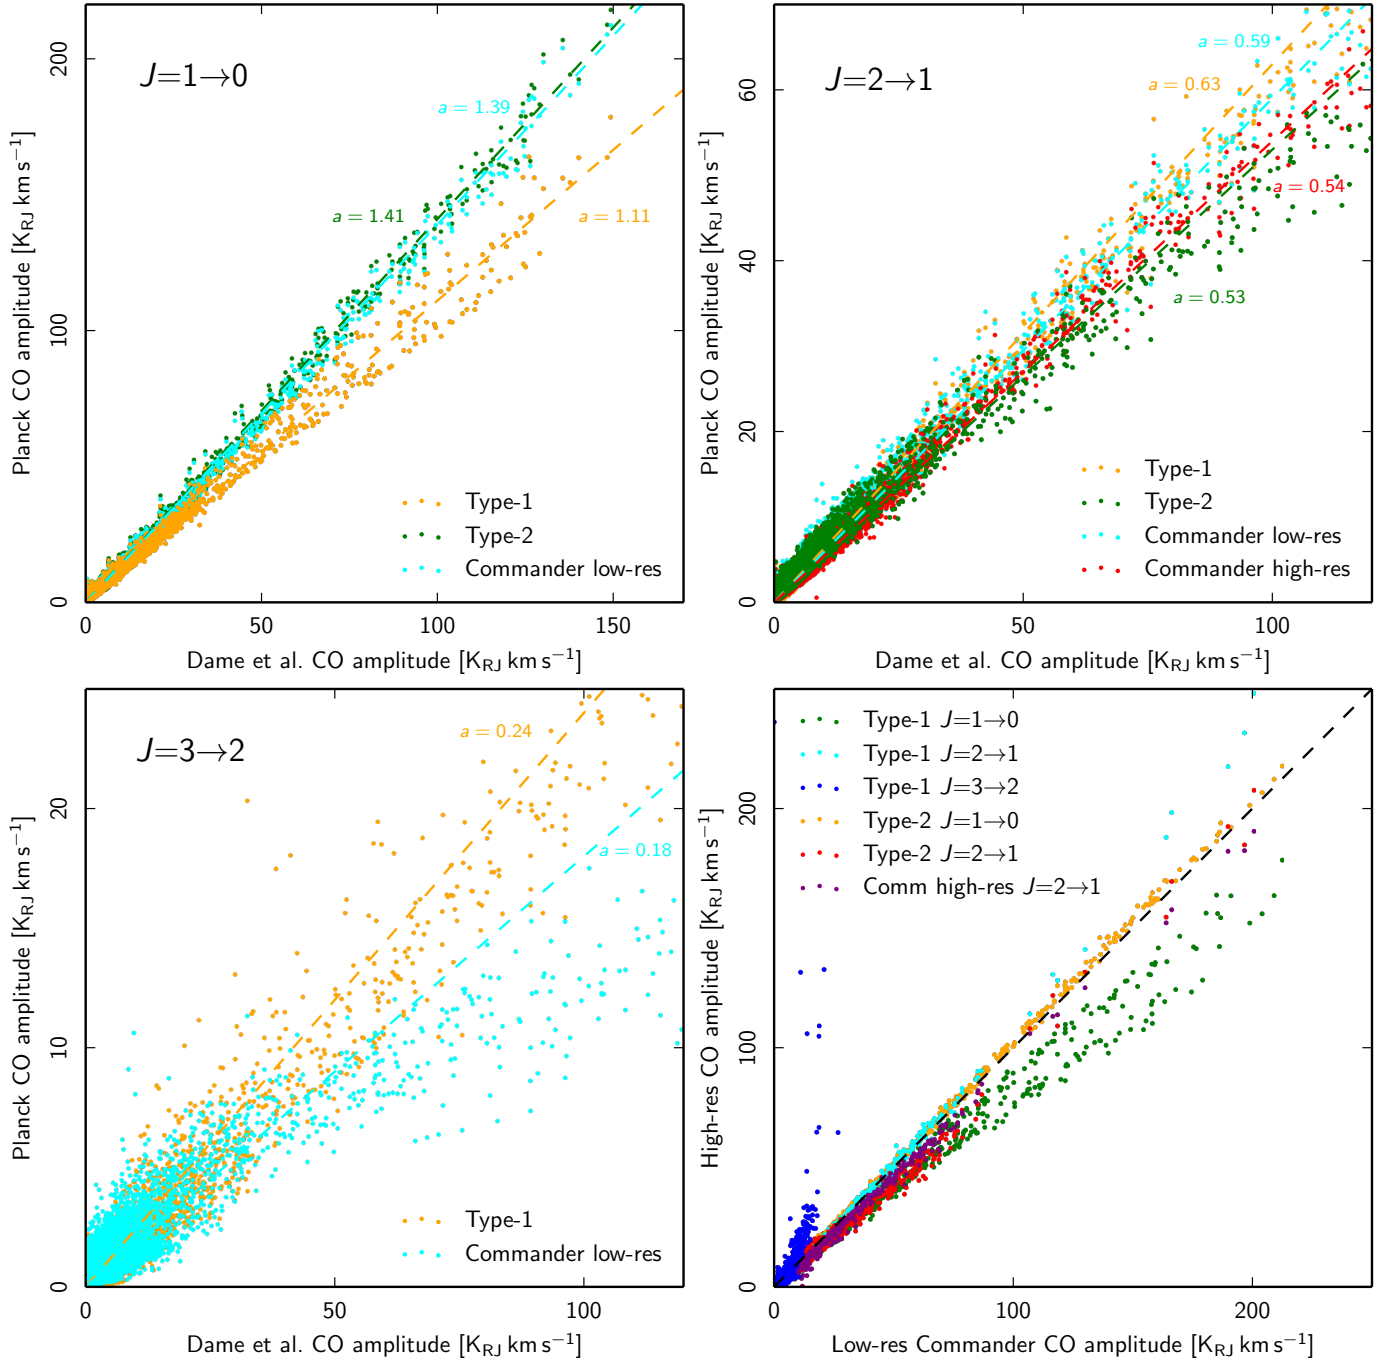 J=1→0
a = 1.39
a = 1.41
a = 1.11
Type-1
Type-2
Commander low-res
0
100
200
0
50
100
150
Planck CO amplitude [K_RJ km s⁻¹]
Dame et al. CO amplitude [K_RJ km s⁻¹]
J=2→1
a = 0.59
a = 0.63
a = 0.54
a = 0.53
Type-1
Type-2
Commander low-res
Commander high-res
0
20
40
60
0
50
100
Planck CO amplitude [K_RJ km s⁻¹]
Dame et al. CO amplitude [K_RJ km s⁻¹]
J=3→2
a = 0.24
a = 0.18
Type-1
Commander low-res
0
10
20
0
50
100
Planck CO amplitude [K_RJ km s⁻¹]
Dame et al. CO amplitude [K_RJ km s⁻¹]
Type-1 J=1→0
Type-1 J=2→1
Type-1 J=3→2
Type-2 J=1→0
Type-2 J=2→1
Comm high-res J=2→1
0
100
200
0
100
200
High-res CO amplitude [K_RJ km s⁻¹]
Low-res Commander CO amplitude [K_RJ km s⁻¹]